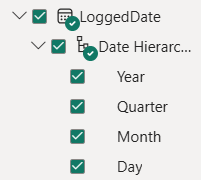 LoggedDate
Date Hierarc...
Year
Quarter
Month
Day